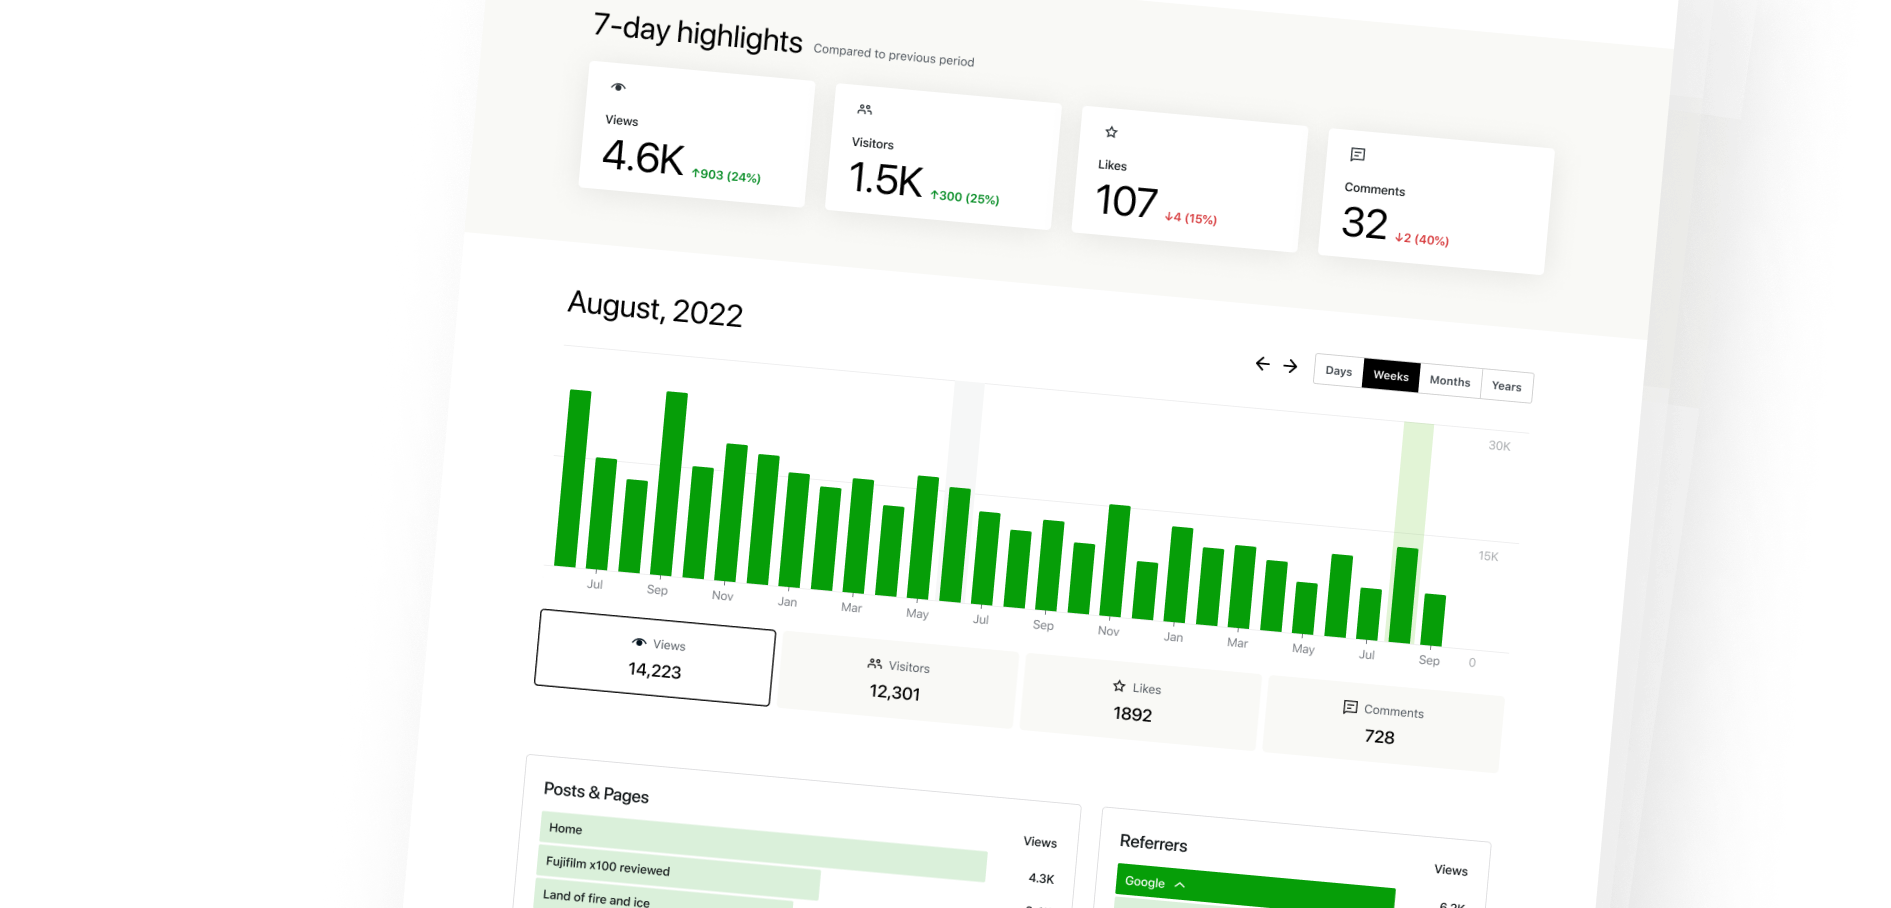 7-day highlights Compared to previous period
Views
4.6K ↑903 (24%)
Visitors
1.5K ↑300 (25%)
Likes
107 ↓4 (15%)
Comments
32 ↓2 (40%)
August, 2022
Days Weeks Months Years
30K
15K
0
Jul Sep Nov Jan Mar May Jul Sep Nov Jan Mar May Jul Sep
Views
14,223
Visitors
12,301
Likes
1892
Comments
728
Posts & Pages
Views
Home
4.3K
Fujifilm x100 reviewed
Land of fire and ice
Referrers
Views
Google